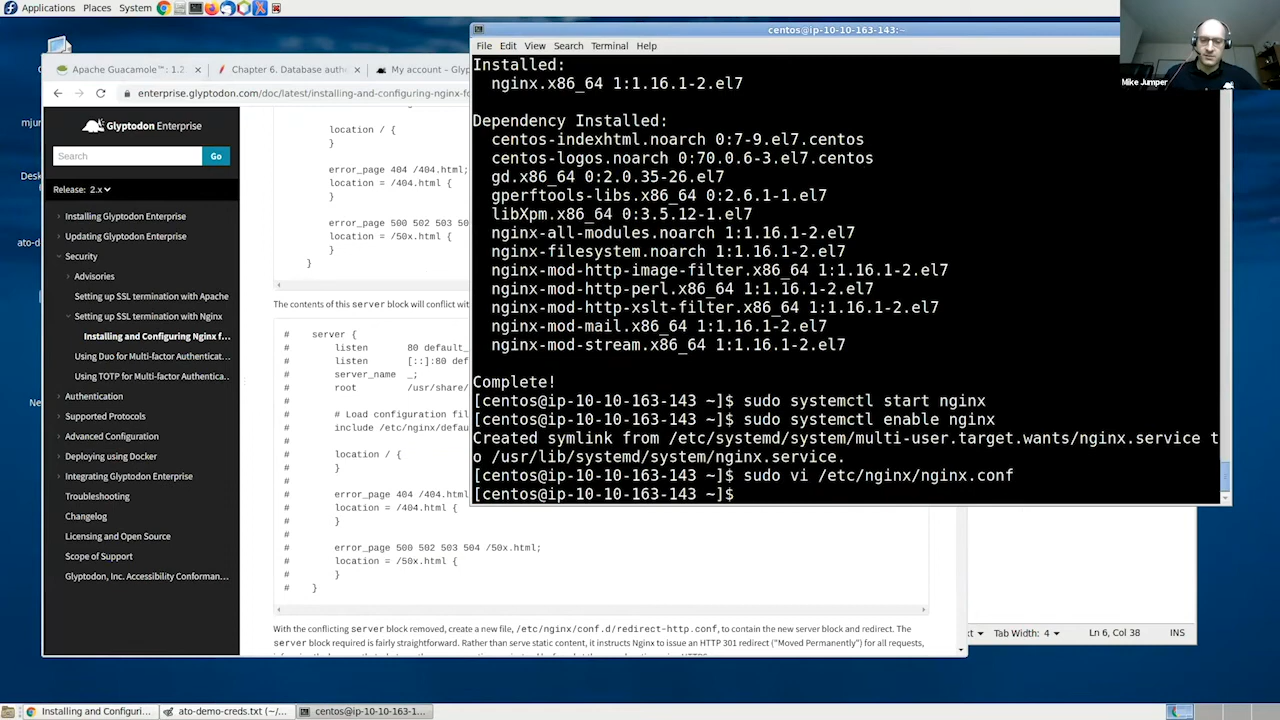 Applications Places System
Apache Guacamole™: 1.2
Chapter 6. Database auth
My account – Gly
enterprise.glyptodon.com/doc/latest/installing-and-configuring-nginx-fo
Glyptodon Enterprise
Search
Go
Release: 2.x
Installing Glyptodon Enterprise
Updating Glyptodon Enterprise
Security
Advisories
Setting up SSL termination with Apache
Setting up SSL termination with Nginx
Installing and Configuring Nginx f...
Using Duo for Multi-factor Authenticat...
Using TOTP for Multi-factor Authentica...
Authentication
Supported Protocols
Advanced Configuration
Deploying using Docker
Integrating Glyptodon Enterprise
Troubleshooting
Changelog
Licensing and Open Source
Scope of Support
Glyptodon, Inc. Accessibility Conforman...
location / {
}
error_page 404 /404.html;
location = /404.html {
}
error_page 500 502 503 50
location = /50x.html {
}
}
The contents of this server block will conflict wit
# server {
# listen 80 default_
# listen [::]:80 def
# server_name _;
# root /usr/share/
#
# # Load configuration fil
# include /etc/nginx/defau
#
# location / {
# }
#
# error_page 404 /404.html
# location = /404.html {
# }
#
# error_page 500 502 503 504 /50x.html;
# location = /50x.html {
# }
# }
With the conflicting server block removed, create a new file, /etc/nginx/conf.d/redirect-http.conf, to contain the new server block and redirect. The
server block required is fairly straightforward. Rather than serve static content, it instructs Nginx to issue an HTTP 301 redirect ("Moved Permanently") for all requests,
centos@ip-10-10-163-143:~
File Edit View Search Terminal Help
Installed:
nginx.x86_64 1:1.16.1-2.el7
Dependency Installed:
centos-indexhtml.noarch 0:7-9.el7.centos
centos-logos.noarch 0:70.0.6-3.el7.centos
gd.x86_64 0:2.0.35-26.el7
gperftools-libs.x86_64 0:2.6.1-1.el7
libXpm.x86_64 0:3.5.12-1.el7
nginx-all-modules.noarch 1:1.16.1-2.el7
nginx-filesystem.noarch 1:1.16.1-2.el7
nginx-mod-http-image-filter.x86_64 1:1.16.1-2.el7
nginx-mod-http-perl.x86_64 1:1.16.1-2.el7
nginx-mod-http-xslt-filter.x86_64 1:1.16.1-2.el7
nginx-mod-mail.x86_64 1:1.16.1-2.el7
nginx-mod-stream.x86_64 1:1.16.1-2.el7
Complete!
[centos@ip-10-10-163-143 ~]$ sudo systemctl start nginx
[centos@ip-10-10-163-143 ~]$ sudo systemctl enable nginx
Created symlink from /etc/systemd/system/multi-user.target.wants/nginx.service t
o /usr/lib/systemd/system/nginx.service.
[centos@ip-10-10-163-143 ~]$ sudo vi /etc/nginx/nginx.conf
[centos@ip-10-10-163-143 ~]$
Mike Jumper
mjur
Desk
ato-d
Ne
xt Tab Width: 4 Ln 6, Col 38 INS
Installing and Configuri...
ato-demo-creds.txt (~/...
centos@ip-10-10-163-1...